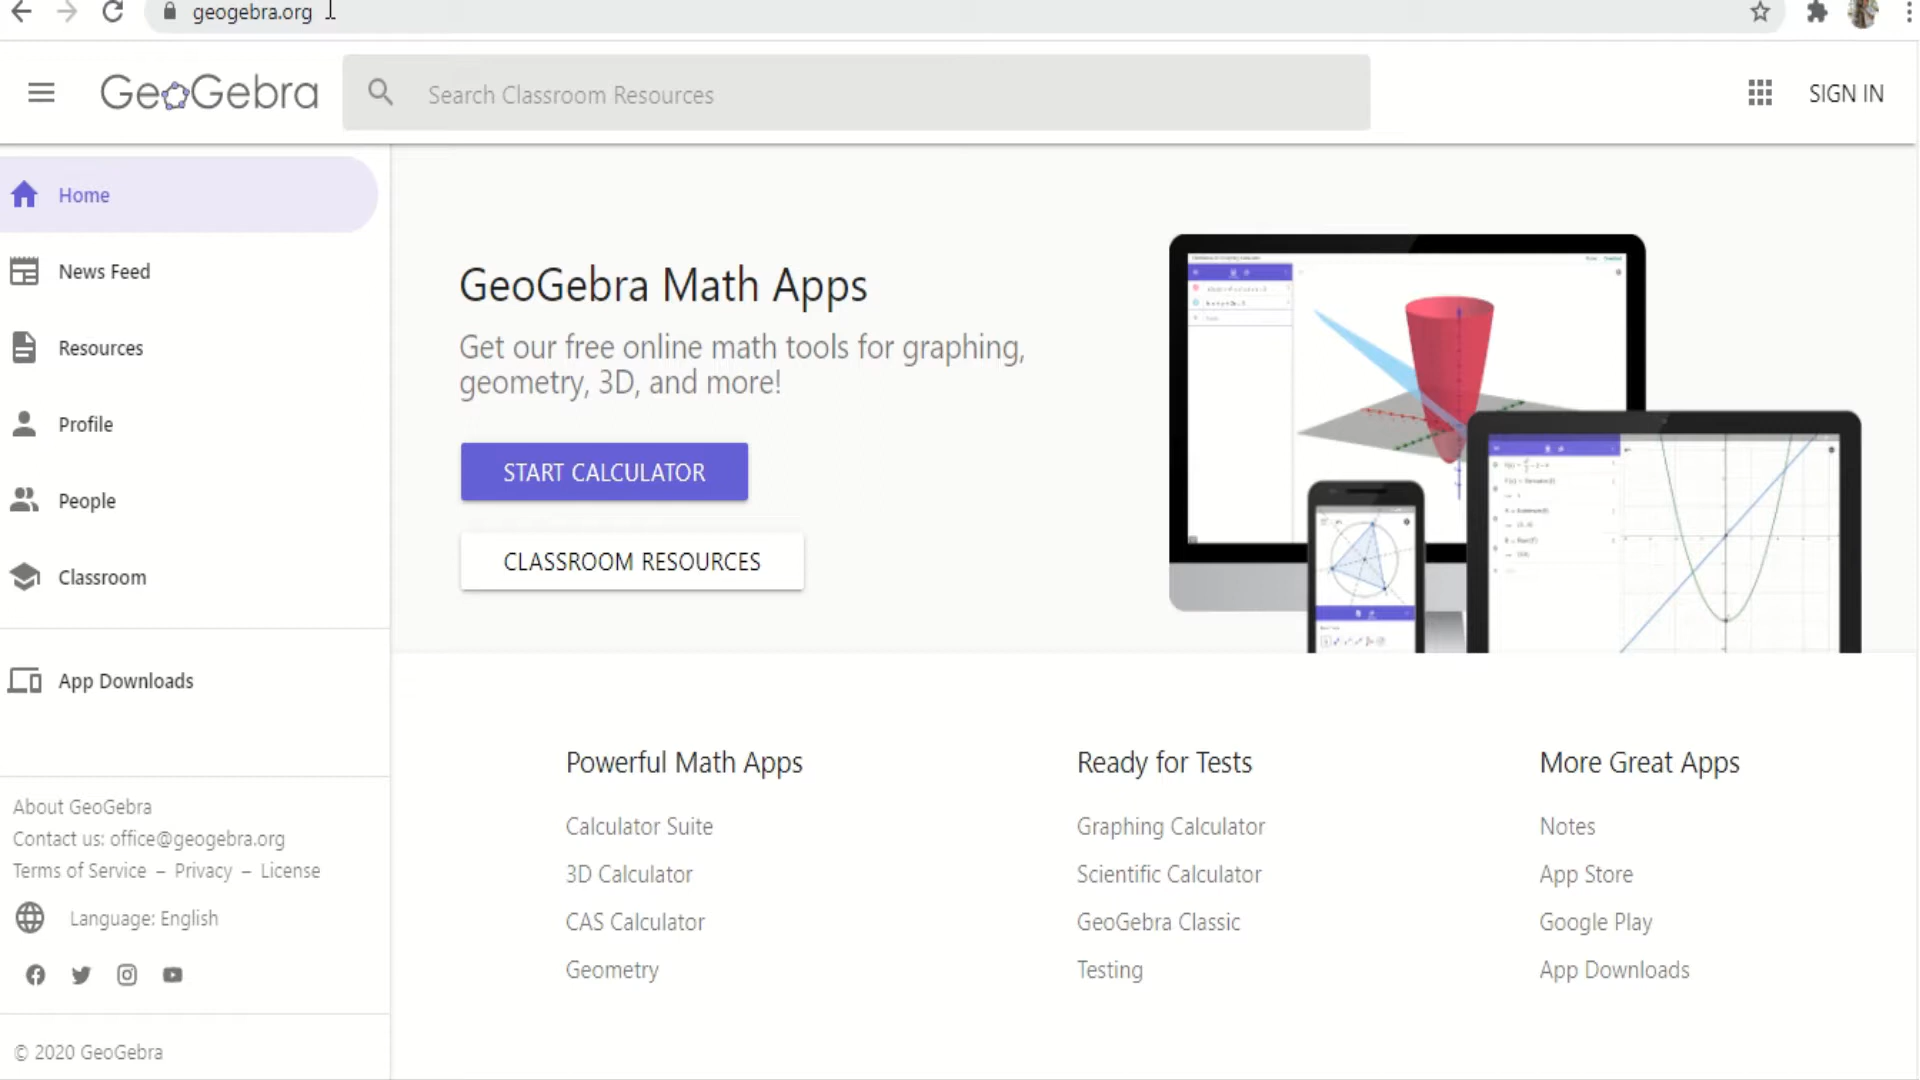 geogebra.org
GeoGebra
Search Classroom Resources
SIGN IN
Home
News Feed
Resources
Profile
People
Classroom
App Downloads
About GeoGebra
Contact us: office@geogebra.org
Terms of Service – Privacy – License
Language: English
© 2020 GeoGebra
GeoGebra Math Apps
Get our free online math tools for graphing,
geometry, 3D, and more!
START CALCULATOR
CLASSROOM RESOURCES
Powerful Math Apps
Calculator Suite
3D Calculator
CAS Calculator
Geometry
Ready for Tests
Graphing Calculator
Scientific Calculator
GeoGebra Classic
Testing
More Great Apps
Notes
App Store
Google Play
App Downloads